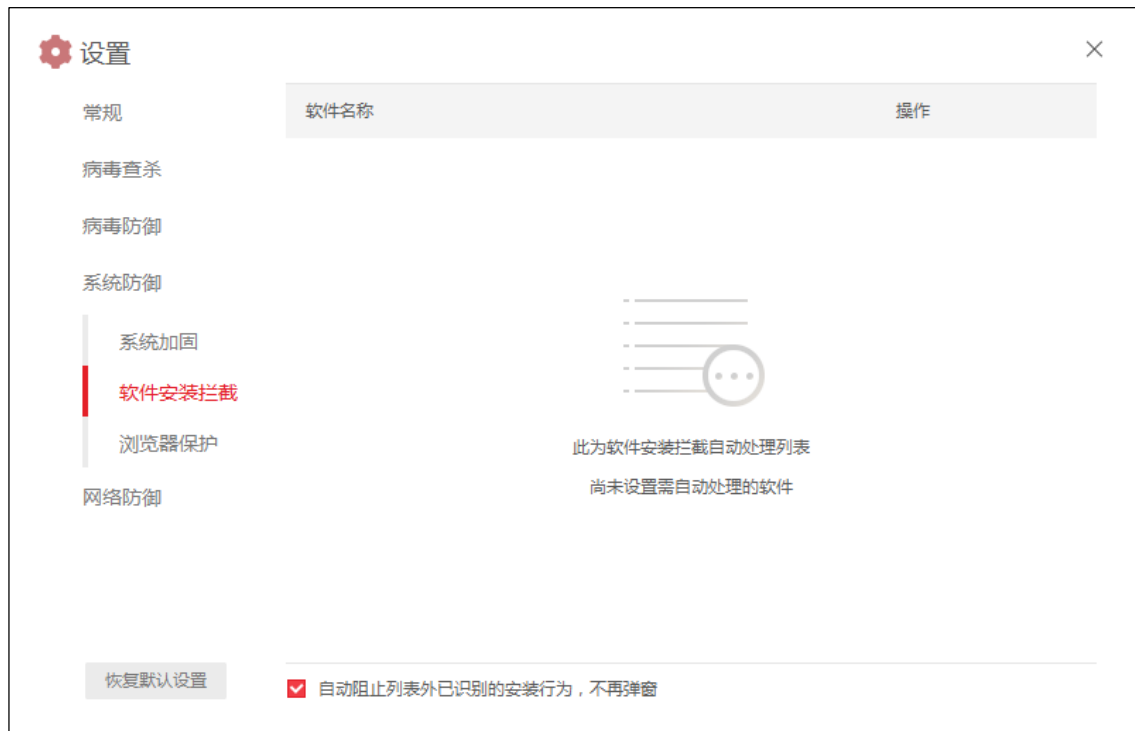 设置
常规
软件名称 操作
病毒查杀
病毒防御
系统防御
系统加固
软件安装拦截
浏览器保护
此为软件安装拦截自动处理列表
尚未设置需自动处理的软件
网络防御
恢复默认设置
自动阻止列表外已识别的安装行为，不再弹窗